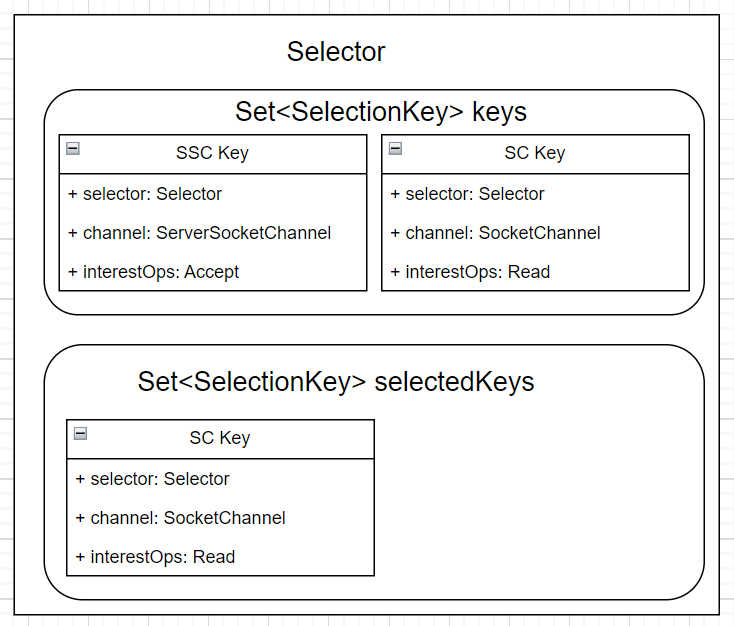 Selector
Set<SelectionKey> keys
SSC Key
+ selector: Selector
+ channel: ServerSocketChannel
+ interestOps: Accept
SC Key
+ selector: Selector
+ channel: SocketChannel
+ interestOps: Read
Set<SelectionKey> selectedKeys
SC Key
+ selector: Selector
+ channel: SocketChannel
+ interestOps: Read